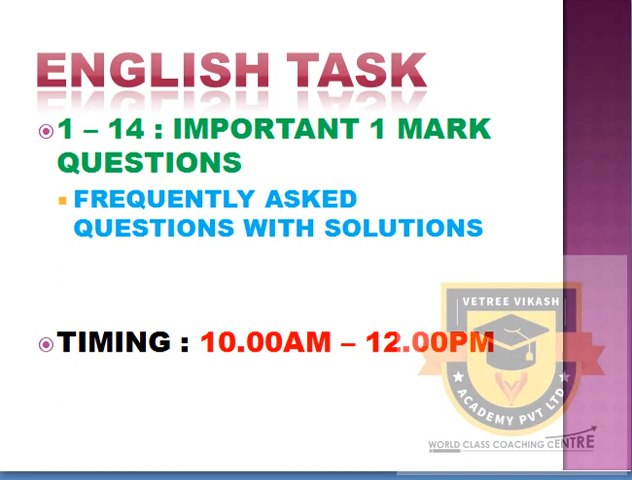 ENGLISH TASK
1 – 14 : IMPORTANT 1 MARK
QUESTIONS
FREQUENTLY ASKED
QUESTIONS WITH SOLUTIONS
VETREE VIKASH
TIMING : 10.00AM – 12.00PM
ACADEMY PVT LTD
WORLD CLASS COACHING CENTRE